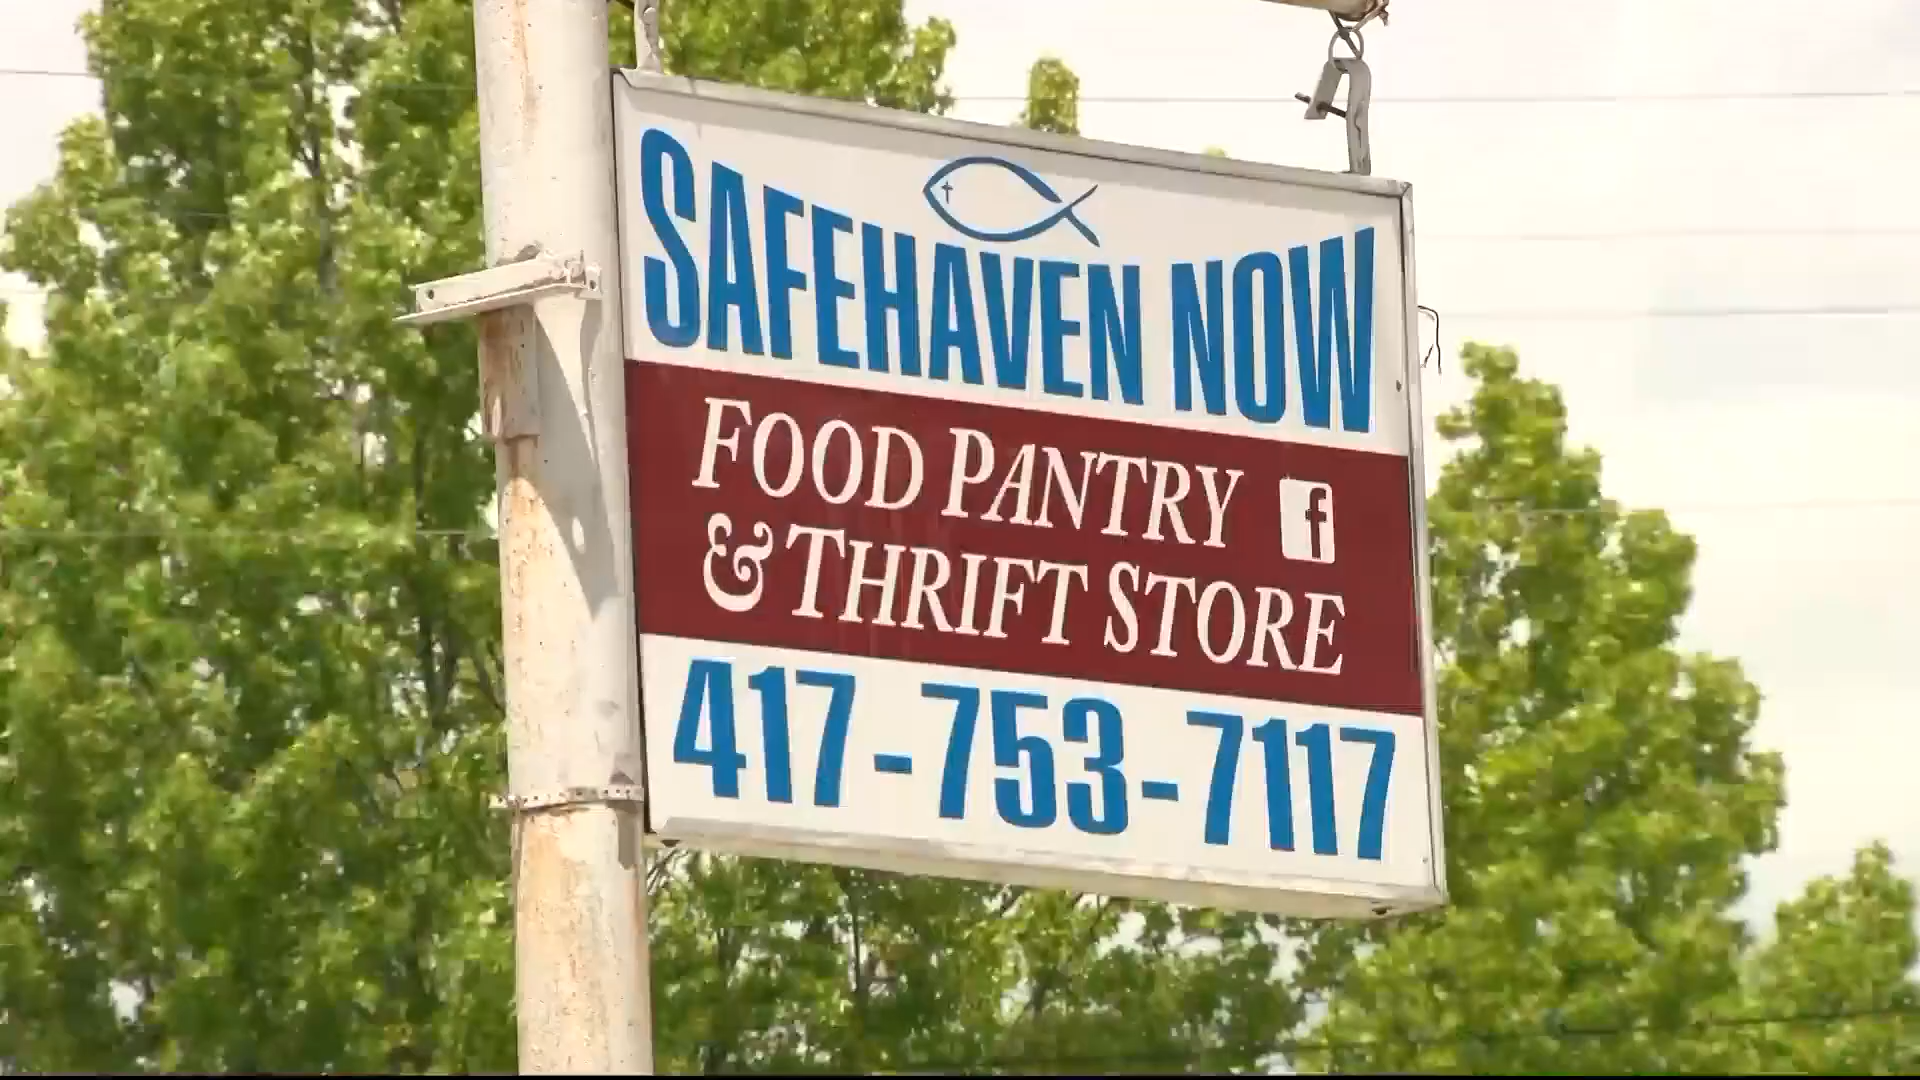 SAFEHAVEN NOW
FOOD PANTRY f
& THRIFT STORE
417-753-7117